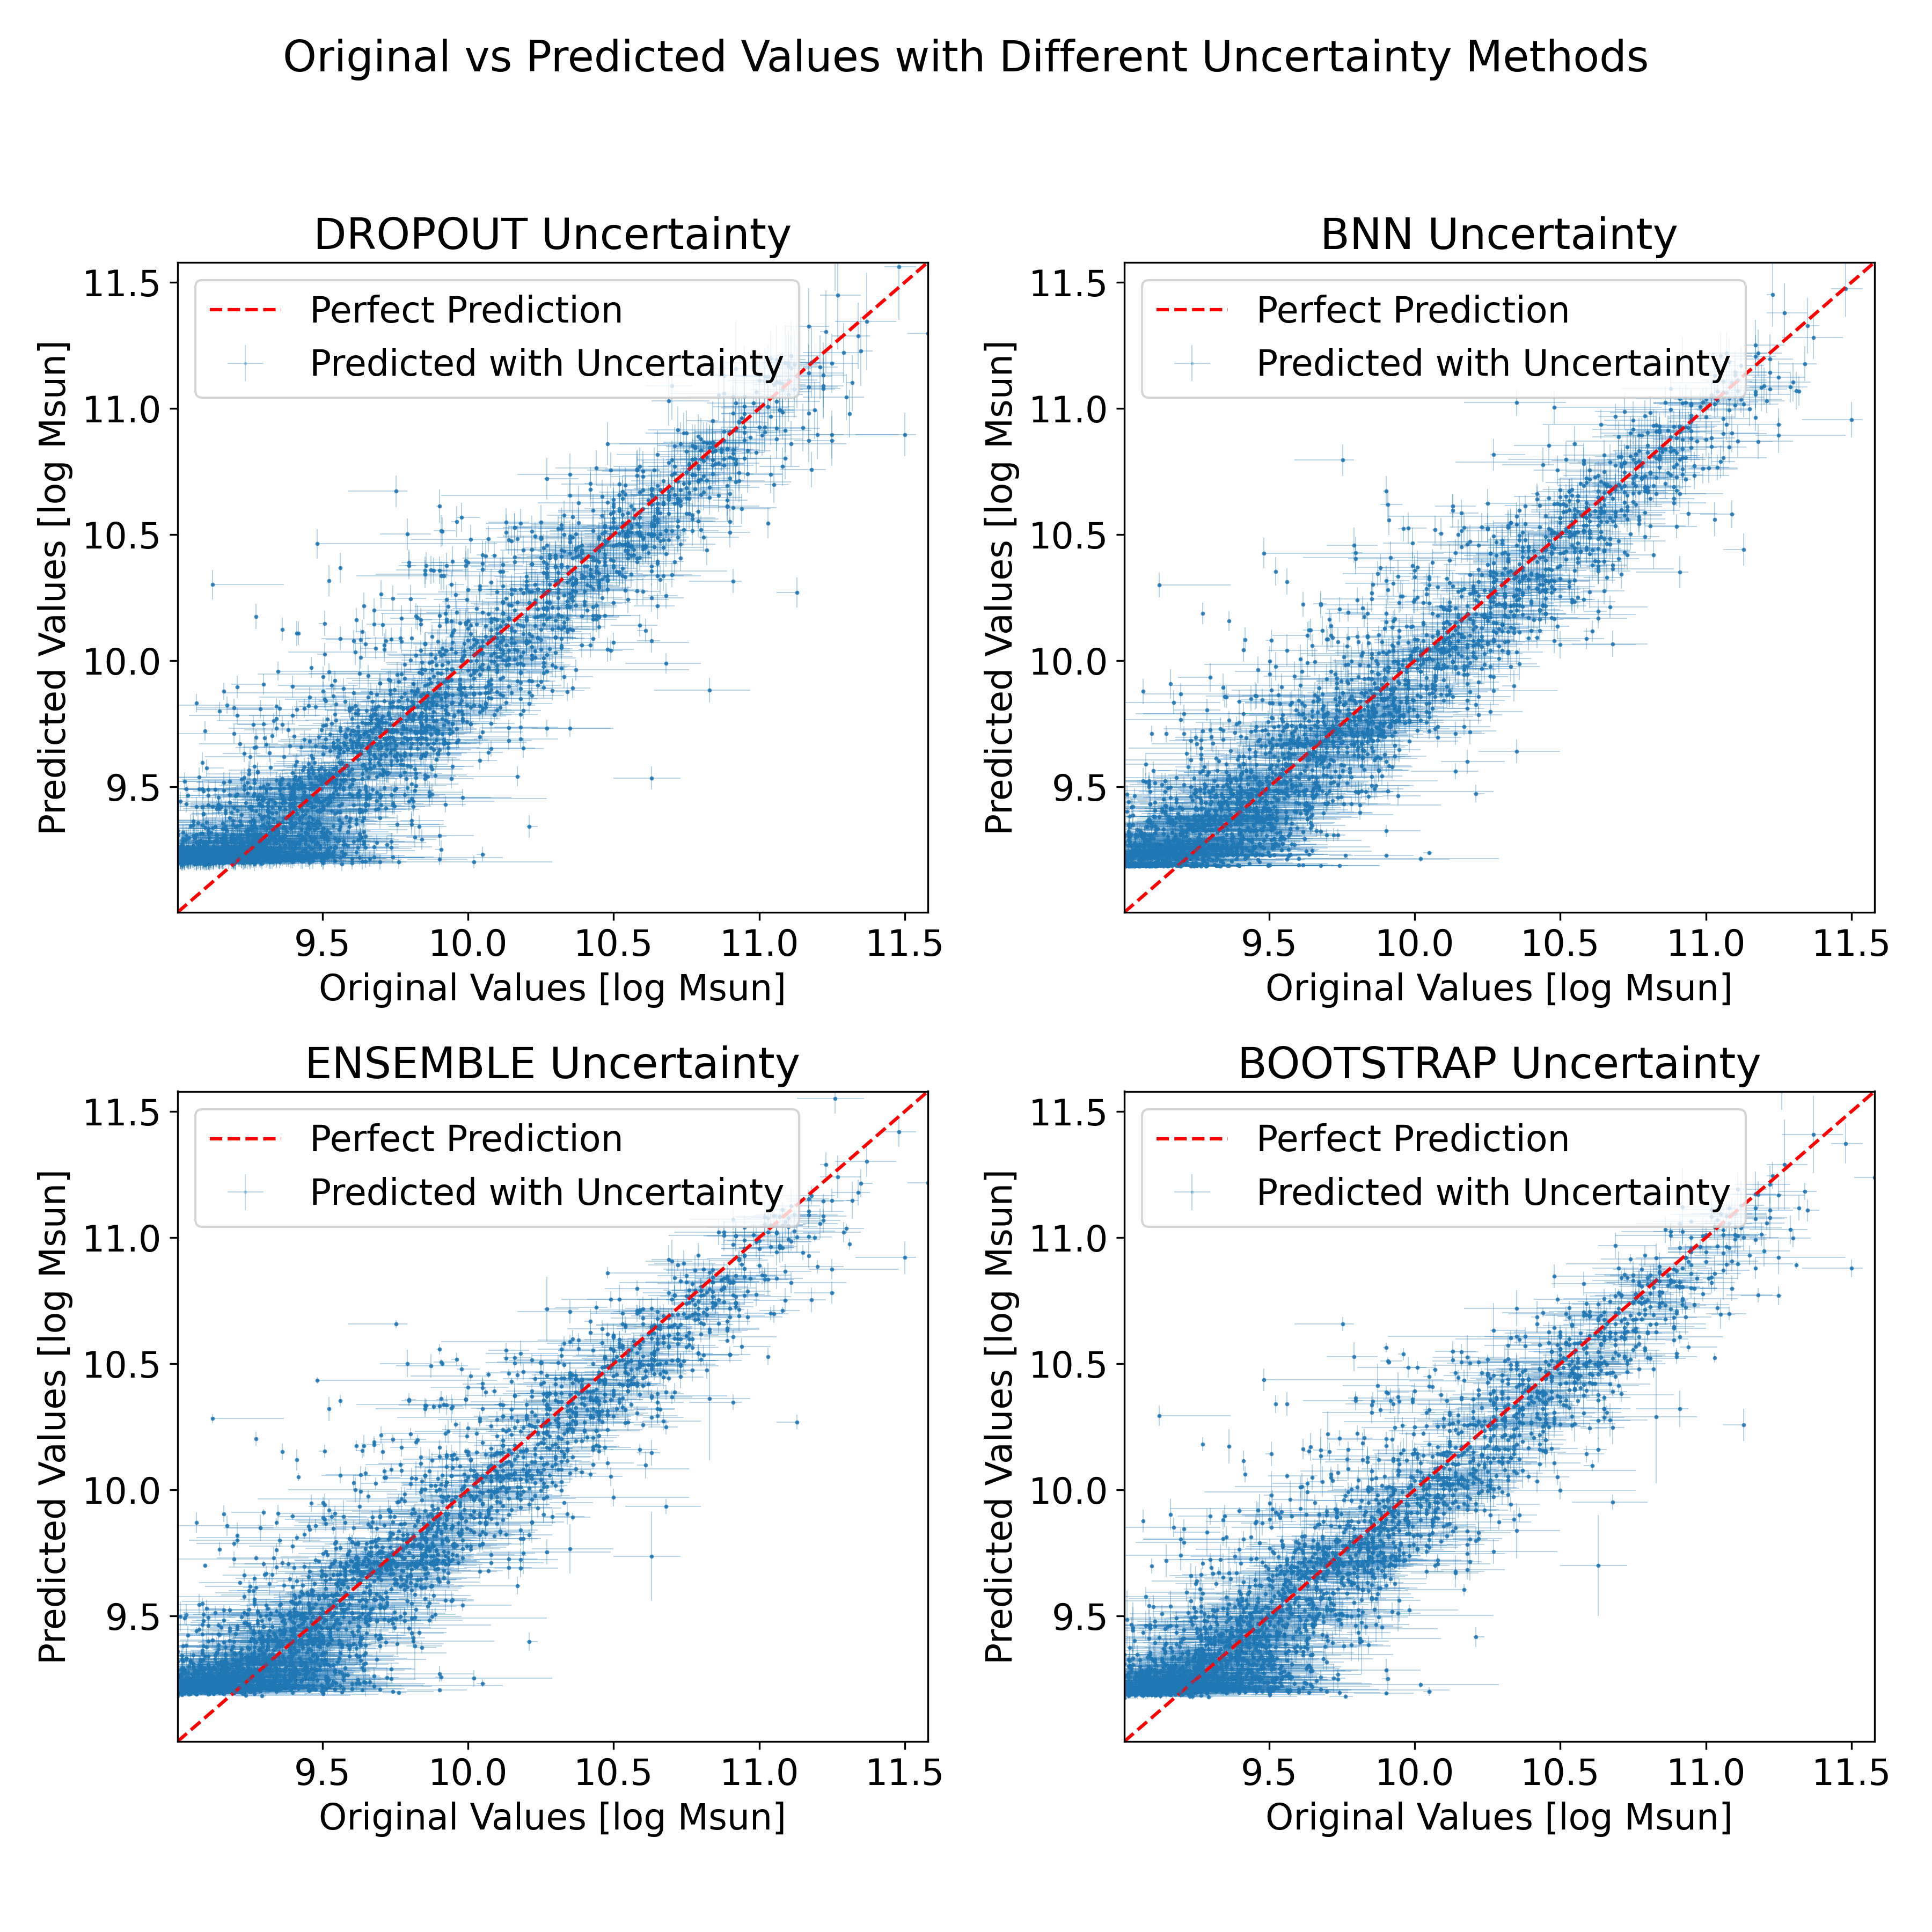 Original vs Predicted Values with Different Uncertainty Methods
DROPOUT Uncertainty
Predicted Values [log Msun]
11.5
11.0
10.5
10.0
9.5
Perfect Prediction
Predicted with Uncertainty
9.5 10.0 10.5 11.0 11.5
Original Values [log Msun]
BNN Uncertainty
Predicted Values [log Msun]
11.5
11.0
10.5
10.0
9.5
Perfect Prediction
Predicted with Uncertainty
9.5 10.0 10.5 11.0 11.5
Original Values [log Msun]
ENSEMBLE Uncertainty
Predicted Values [log Msun]
11.5
11.0
10.5
10.0
9.5
Perfect Prediction
Predicted with Uncertainty
9.5 10.0 10.5 11.0 11.5
Original Values [log Msun]
BOOTSTRAP Uncertainty
Predicted Values [log Msun]
11.5
11.0
10.5
10.0
9.5
Perfect Prediction
Predicted with Uncertainty
9.5 10.0 10.5 11.0 11.5
Original Values [log Msun]